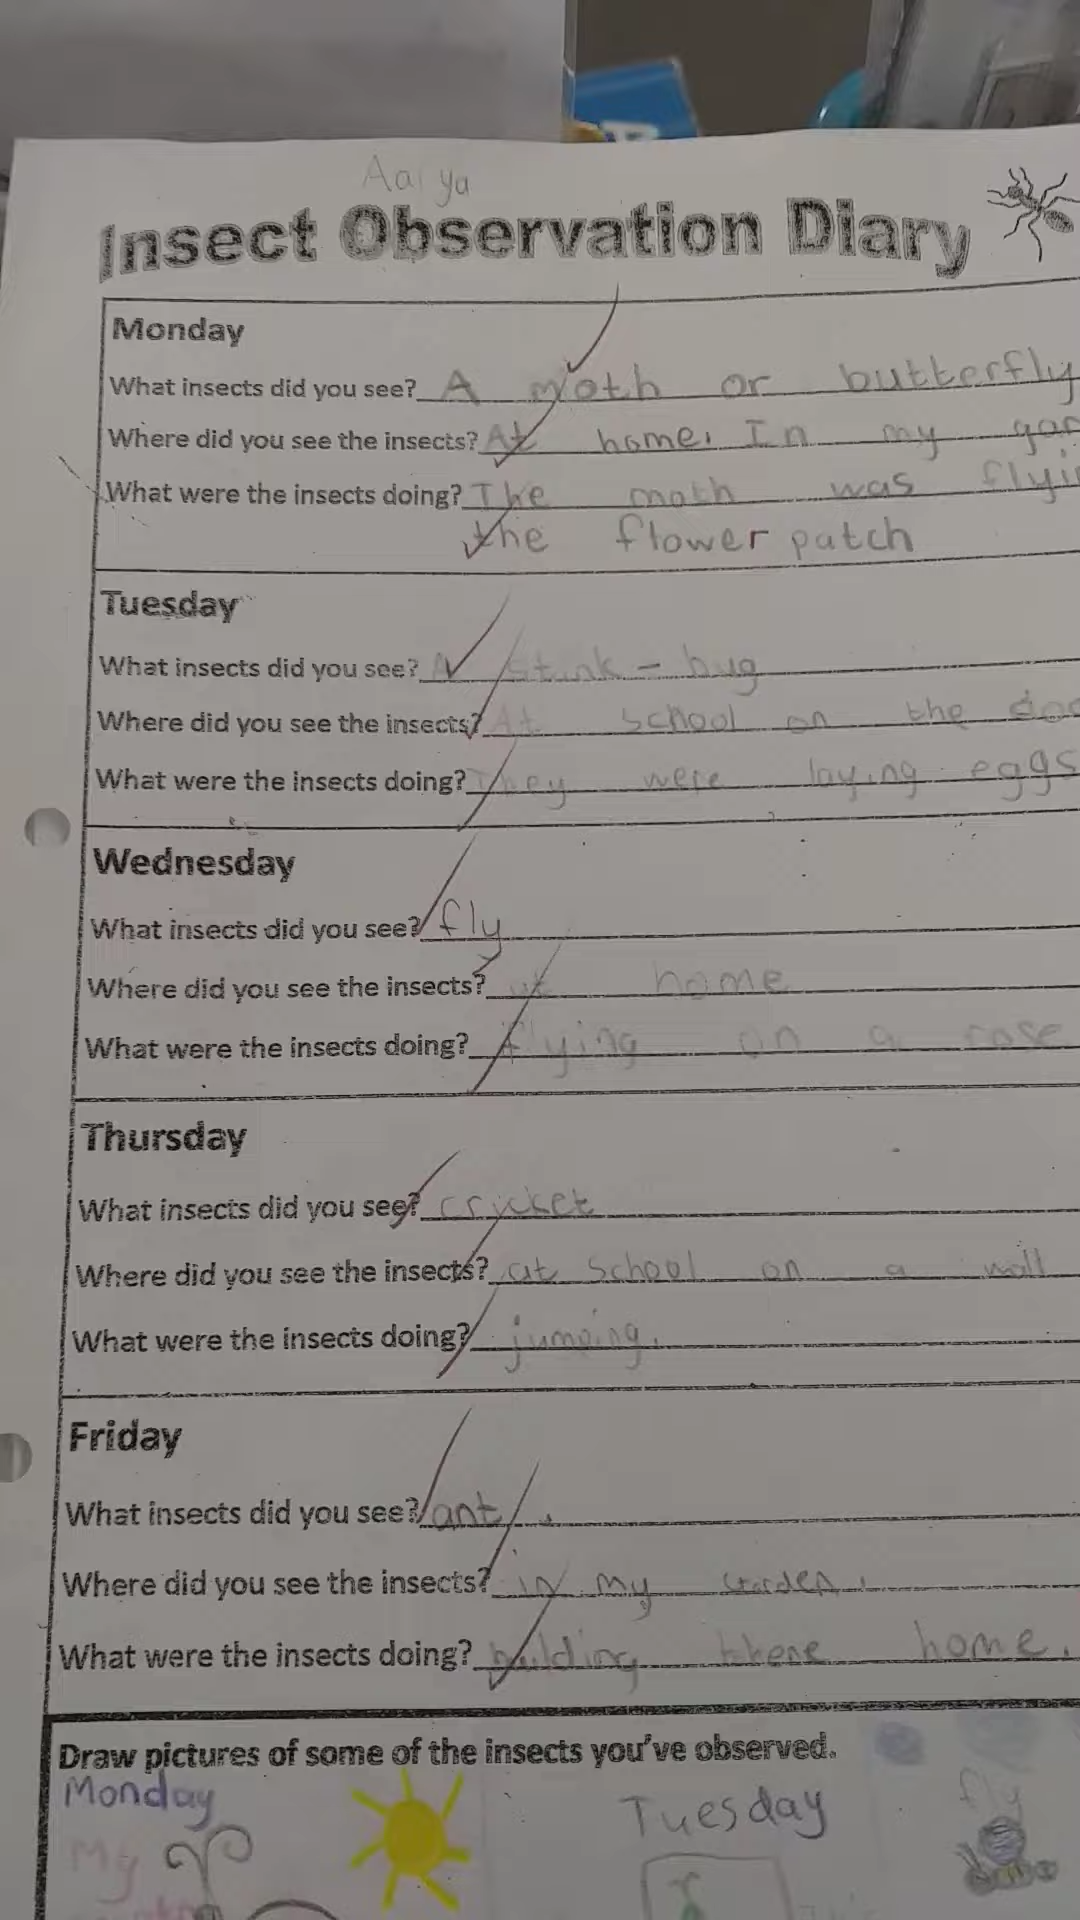 Aarya
Insect Observation Diary
Monday
What insects did you see? A moth or butterfly
Where did you see the insects? At home. In my gar
What were the insects doing? The moth was flyin
the flower patch
Tuesday
What insects did you see? A stink-bug
Where did you see the insects? At school on the doo
What were the insects doing? They were laying eggs
Wednesday
What insects did you see? fly
Where did you see the insects? at home
What were the insects doing? flying on a rose
Thursday
What insects did you see? cricket
Where did you see the insects? at school on a wall
What were the insects doing? jumping.
Friday
What insects did you see? ant.
Where did you see the insects? in my Garden.
What were the insects doing? building there home.
Draw pictures of some of the insects you've observed.
Monday
Tuesday
fly
My